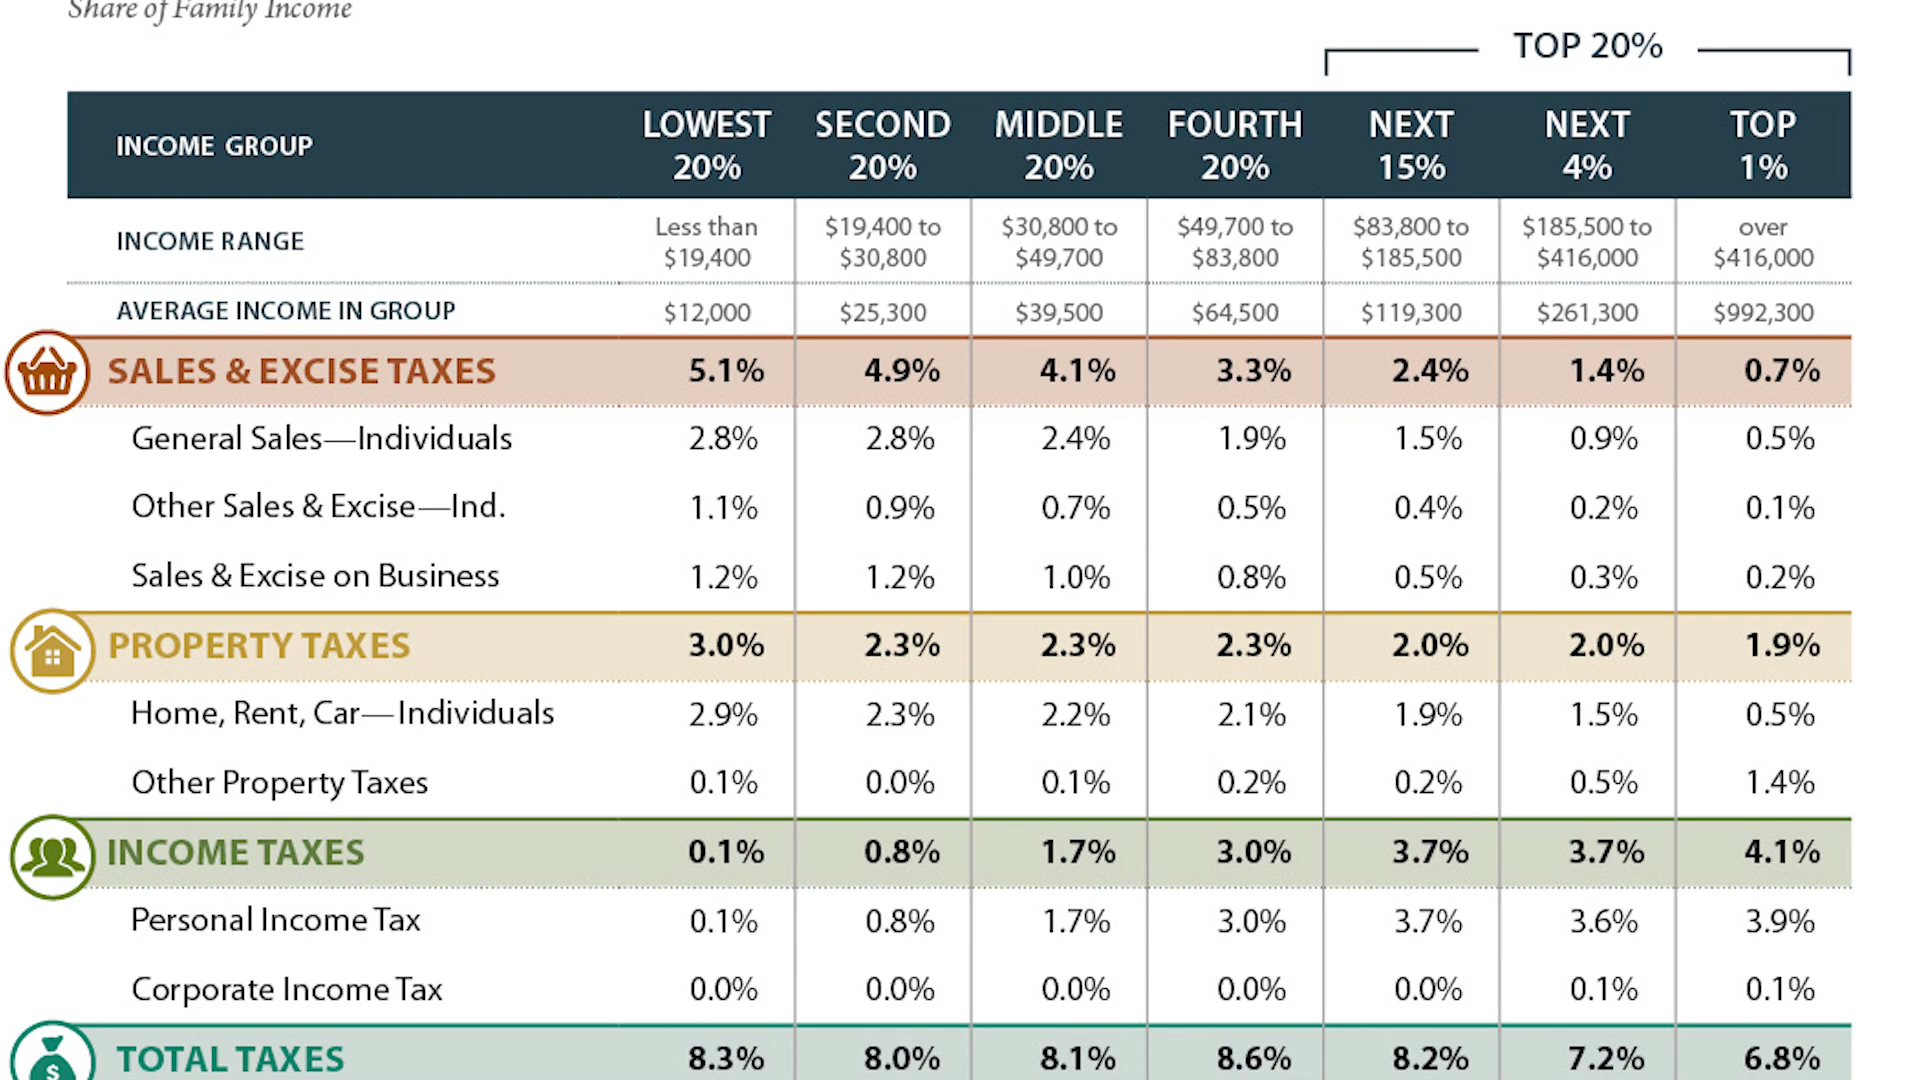 Share of Family Income
TOP 20%
INCOME GROUP LOWEST 20% SECOND 20% MIDDLE 20% FOURTH 20% NEXT 15% NEXT 4% TOP 1%
INCOME RANGE Less than $19,400 $19,400 to $30,800 $30,800 to $49,700 $49,700 to $83,800 $83,800 to $185,500 $185,500 to $416,000 over $416,000
AVERAGE INCOME IN GROUP $12,000 $25,300 $39,500 $64,500 $119,300 $261,300 $992,300
SALES & EXCISE TAXES 5.1% 4.9% 4.1% 3.3% 2.4% 1.4% 0.7%
General Sales—Individuals 2.8% 2.8% 2.4% 1.9% 1.5% 0.9% 0.5%
Other Sales & Excise—Ind. 1.1% 0.9% 0.7% 0.5% 0.4% 0.2% 0.1%
Sales & Excise on Business 1.2% 1.2% 1.0% 0.8% 0.5% 0.3% 0.2%
PROPERTY TAXES 3.0% 2.3% 2.3% 2.3% 2.0% 2.0% 1.9%
Home, Rent, Car—Individuals 2.9% 2.3% 2.2% 2.1% 1.9% 1.5% 0.5%
Other Property Taxes 0.1% 0.0% 0.1% 0.2% 0.2% 0.5% 1.4%
INCOME TAXES 0.1% 0.8% 1.7% 3.0% 3.7% 3.7% 4.1%
Personal Income Tax 0.1% 0.8% 1.7% 3.0% 3.7% 3.6% 3.9%
Corporate Income Tax 0.0% 0.0% 0.0% 0.0% 0.0% 0.1% 0.1%
$ TOTAL TAXES 8.3% 8.0% 8.1% 8.6% 8.2% 7.2% 6.8%